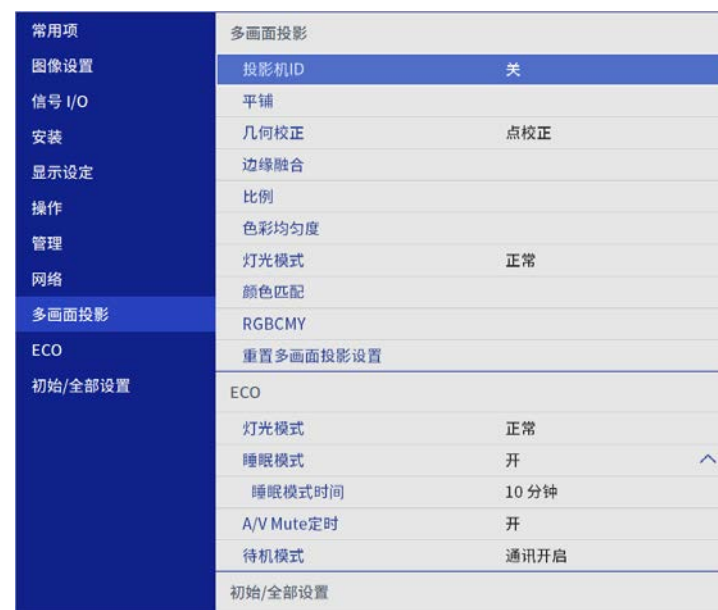 常用项
图像设置
信号 I/O
安装
显示设定
操作
管理
网络
多画面投影
ECO
初始/全部设置
多画面投影
投影机ID 关
平铺
几何校正 点校正
边缘融合
比例
色彩均匀度
灯光模式 正常
颜色匹配
RGBCMY
重置多画面投影设置
ECO
灯光模式 正常
睡眠模式 开
睡眠模式时间 10 分钟
A/V Mute定时 开
待机模式 通讯开启
初始/全部设置